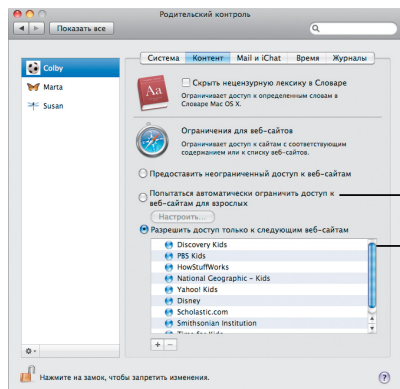 Родительский контроль
Показать все
Система Контент Mail и iChat Время Журналы
Colby
Marta
Susan
Aa
Скрыть нецензурную лексику в Словаре
Ограничивает доступ к определенным словам в
Словаре Mac OS X.
Ограничения для веб-сайтов
Ограничивает доступ к сайтам с соответствующим
содержанием или к списку веб-сайтов.
Предоставить неограниченный доступ к веб-сайтам
Попытаться автоматически ограничить доступ к
веб-сайтам для взрослых
Настроить...
Разрешить доступ только к следующим веб-сайтам
Discovery Kids
PBS Kids
HowStuffWorks
National Geographic – Kids
Yahoo! Kids
Disney
Scholastic.com
Smithsonian Institution
Time for Kids
+ −
Нажмите на замок, чтобы запретить изменения.
?